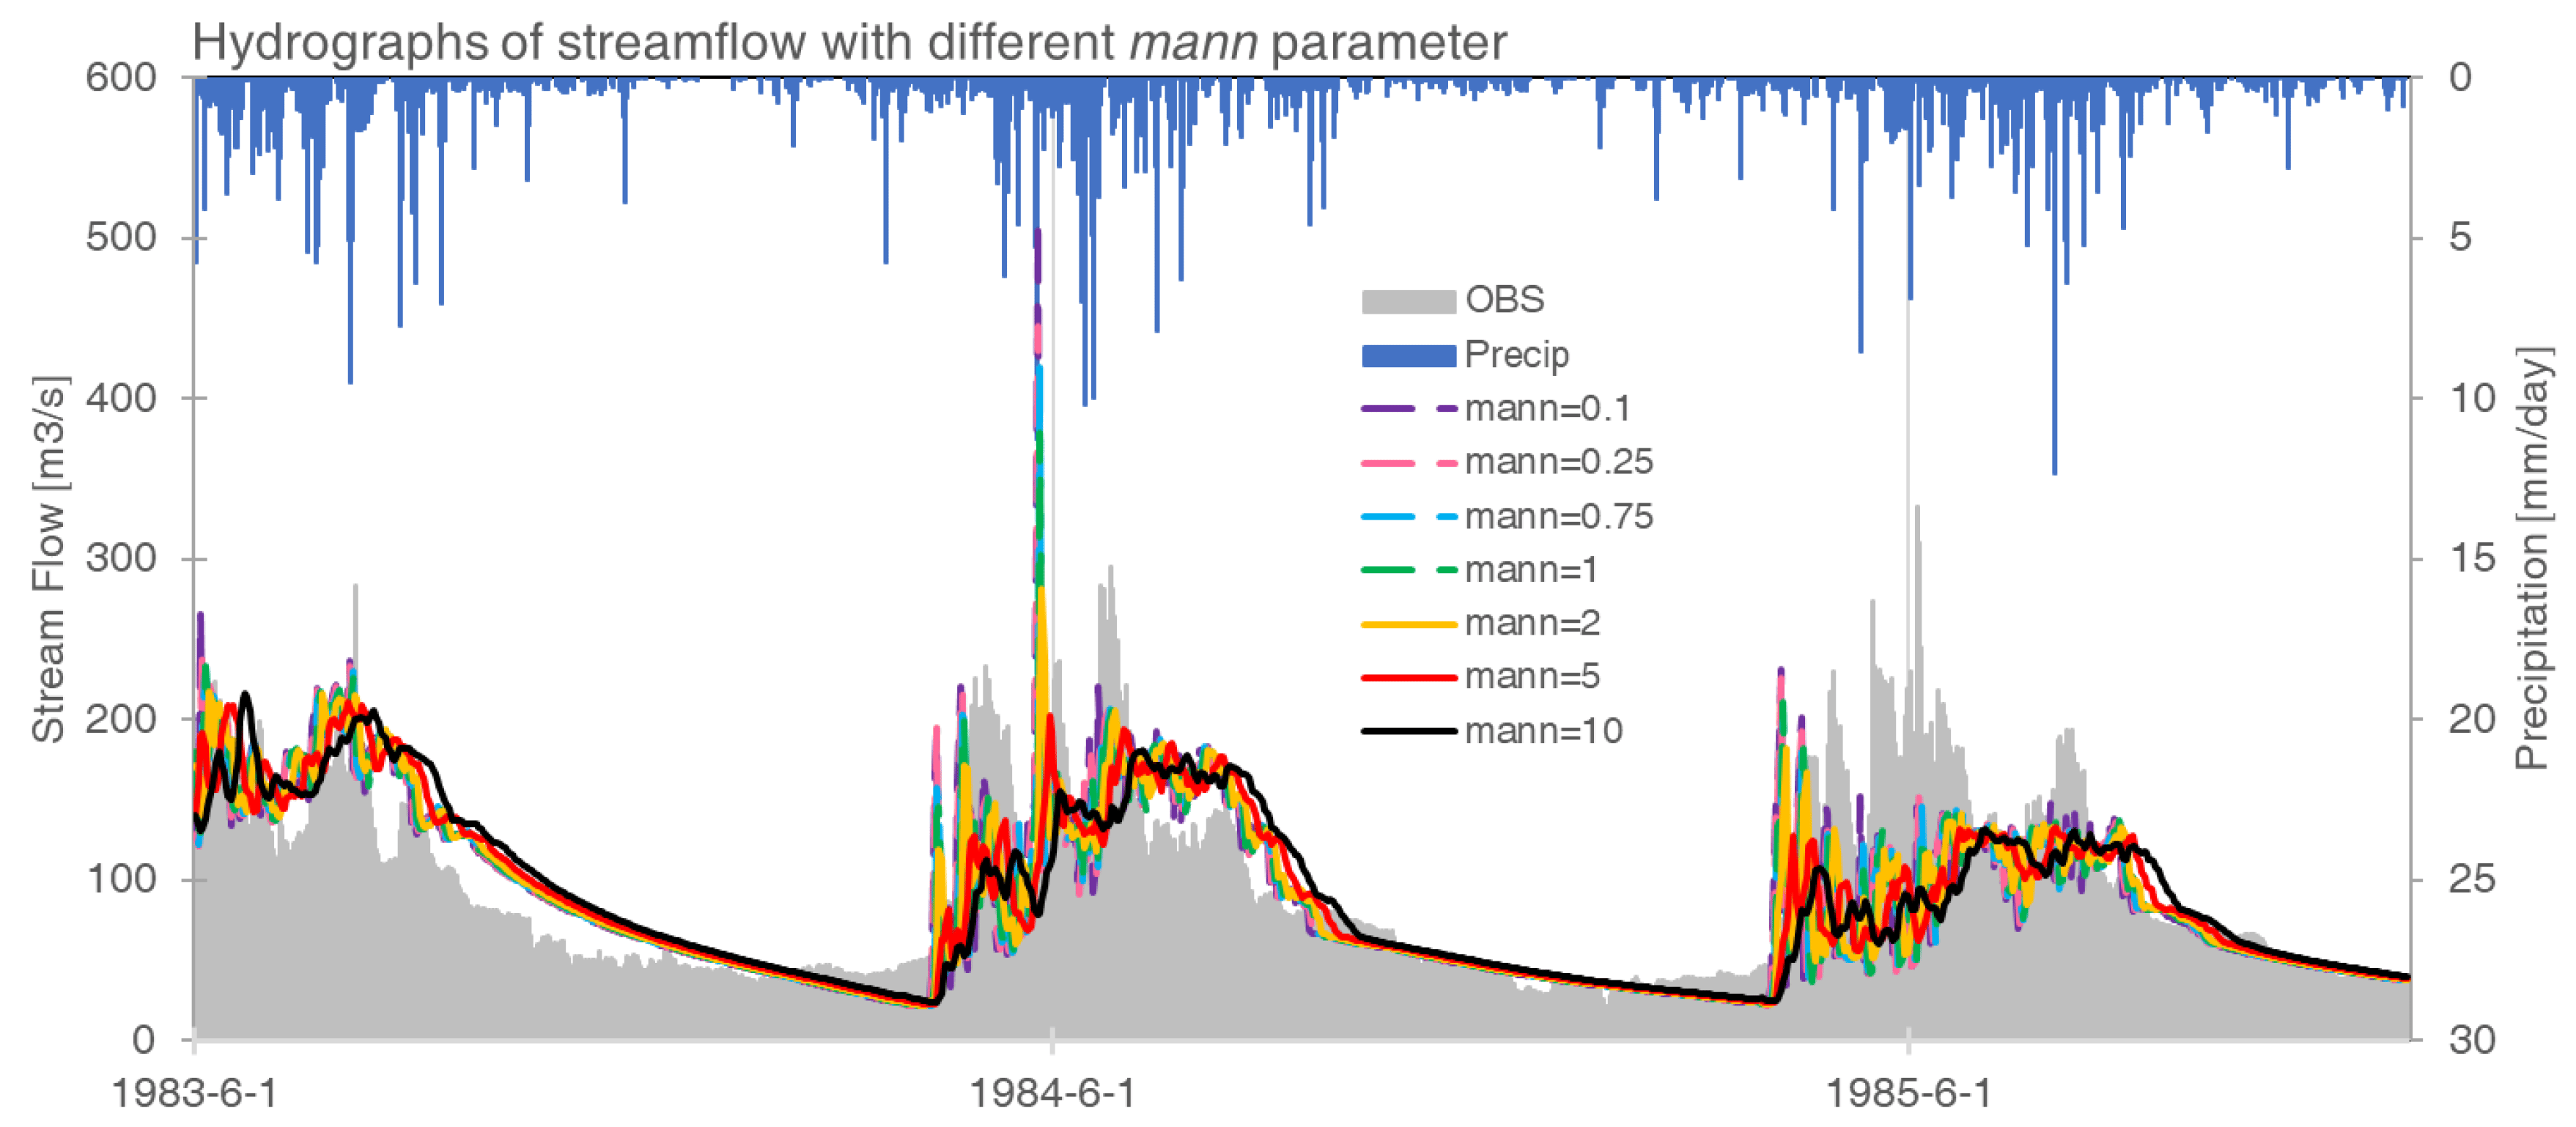 Hydrographs of streamflow with different mann parameter
600
500
400
300
200
100
0
Stream Flow [m3/s]
0
5
10
15
20
25
30
Precipitation [mm/day]
OBS
Precip
mann=0.1
mann=0.25
mann=0.75
mann=1
mann=2
mann=5
mann=10
1983-6-1
1984-6-1
1985-6-1